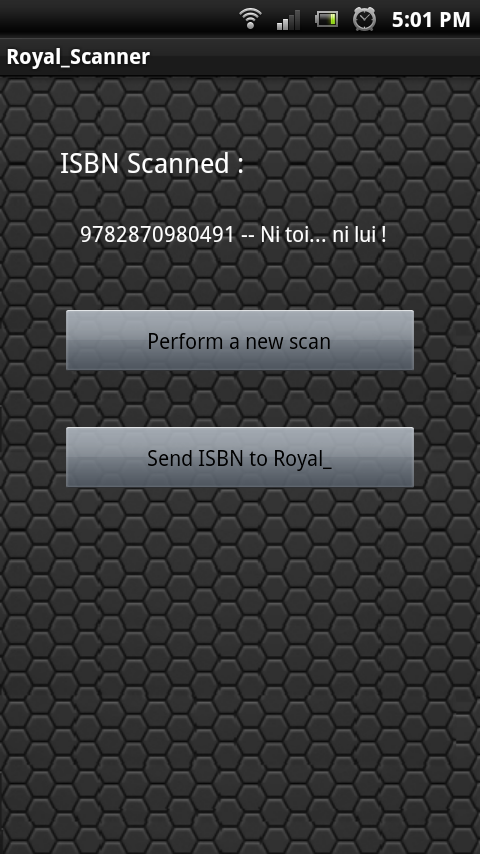 5:01 PM
Royal_Scanner
ISBN Scanned :
9782870980491 -- Ni toi... ni lui !
Perform a new scan
Send ISBN to Royal_